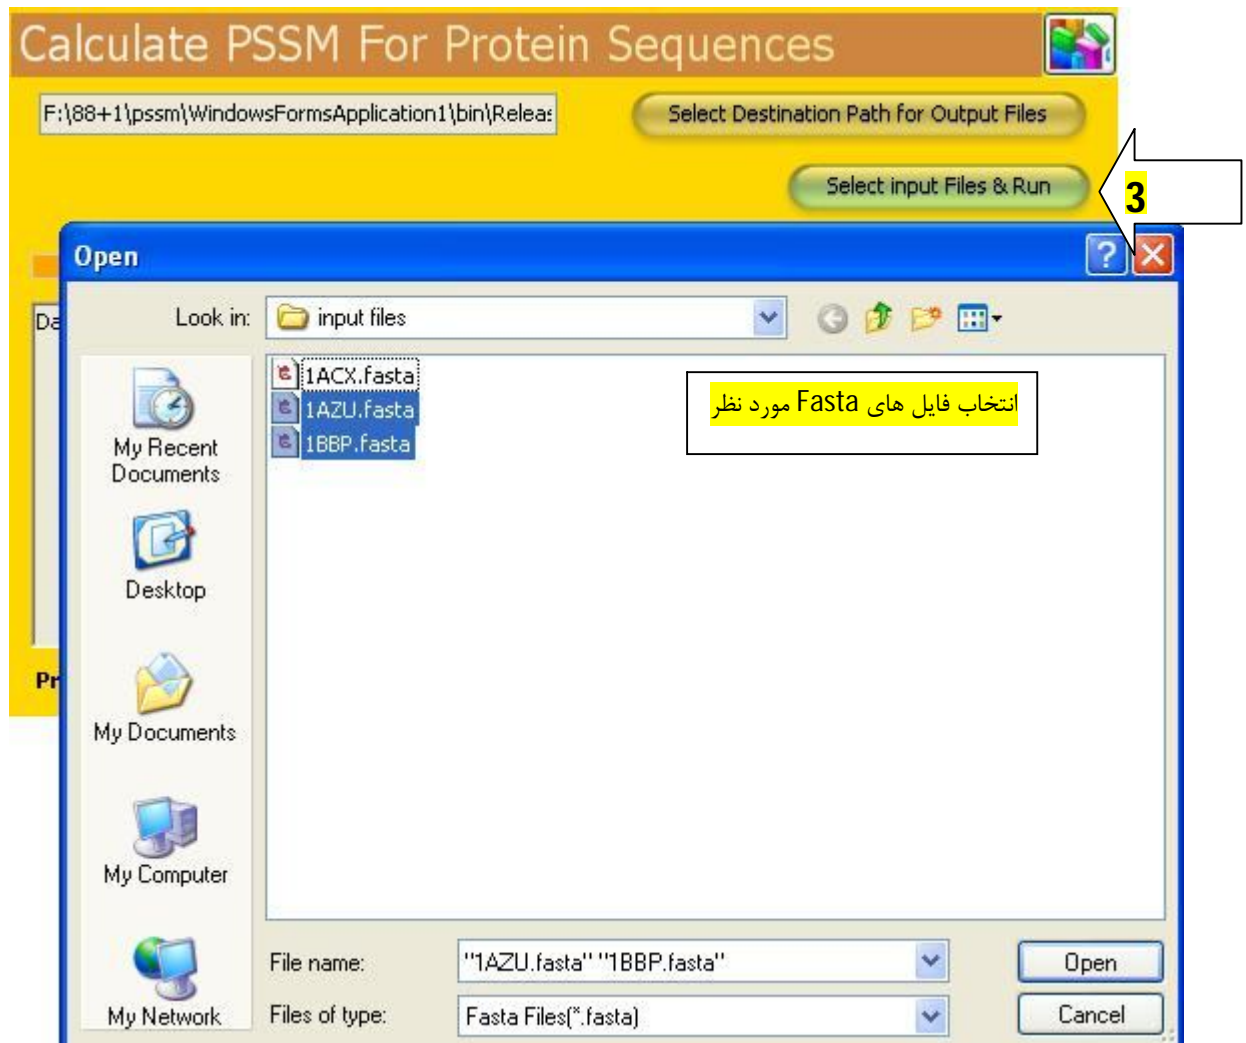 Calculate PSSM For Protein Sequences
F:\88+1\pssm\WindowsFormsApplication1\bin\Releas
Select Destination Path for Output Files
Select input Files & Run
3
Open
Look in:
input files
1ACX.fasta
1AZU.fasta
1BBP.fasta
انتخاب فایل های Fasta مورد نظر
My Recent
Documents
Desktop
My Documents
My Computer
My Network
File name:
"1AZU.fasta" "1BBP.fasta"
Open
Files of type:
Fasta Files(*.fasta)
Cancel
Da
Pr